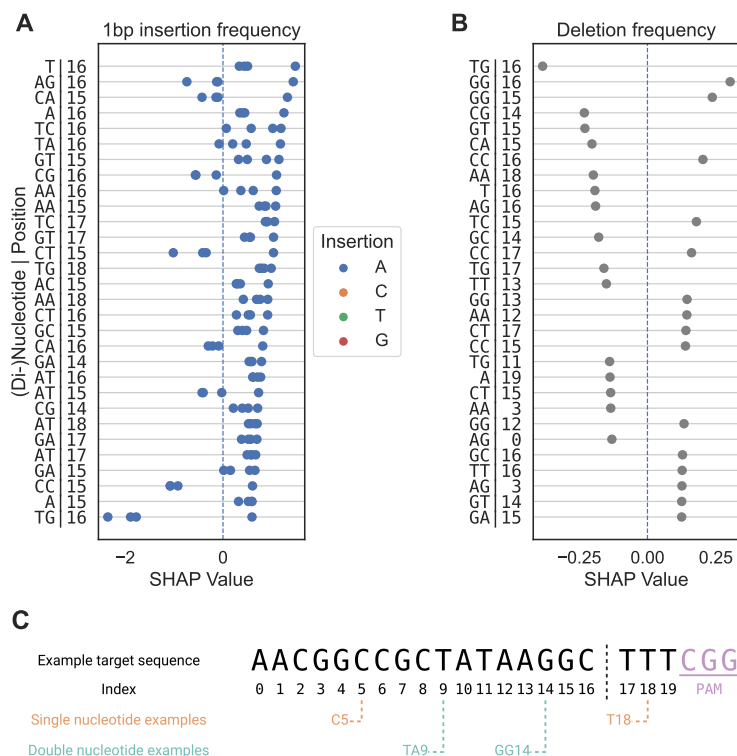 A
1bp insertion frequency
(Di-)Nucleotide | Position
T 16
AG 16
CA 15
A 16
TC 16
TA 16
GT 15
CG 16
AA 16
AA 15
TC 17
GT 17
CT 15
TG 18
AC 15
AA 18
CT 16
GC 15
CA 16
GA 14
AT 16
AT 15
CG 14
AT 18
GA 17
AT 17
GA 15
CC 15
A 15
TG 16
−2 0
SHAP Value
Insertion
A
C
T
G
B
Deletion frequency
TG 16
GG 16
GG 15
CG 14
GT 15
CA 15
CC 16
AA 18
T 16
AG 16
TC 15
GC 14
CC 17
TG 17
TT 13
GG 13
AA 12
CT 17
CC 15
TG 11
A 19
CT 15
AA 3
GG 12
AG 0
GC 16
TT 16
AG 3
GT 14
GA 15
−0.25 0.00 0.25
SHAP Value
C
Example target sequence AACGGCCGCTATAAGGC TTTCGG
Index 0 1 2 3 4 5 6 7 8 9 10 11 12 13 14 15 16 17 18 19 PAM
Single nucleotide examples C5 T18
Double nucleotide examples TA9 GG14